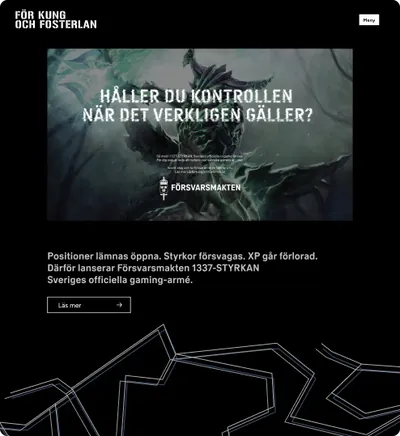 FÖR KUNG
OCH FOSTERLAN
Meny
HÅLLER DU KONTROLLEN
NÄR DET VERKLIGEN GÄLLER?
FÖRSVARSMAKTEN
Positioner lämnas öppna. Styrkor försvagas. XP går förlorad.
Därför lanserar Försvarsmakten 1337-STYRKAN
Sveriges officiella gaming-armé.
Läs mer